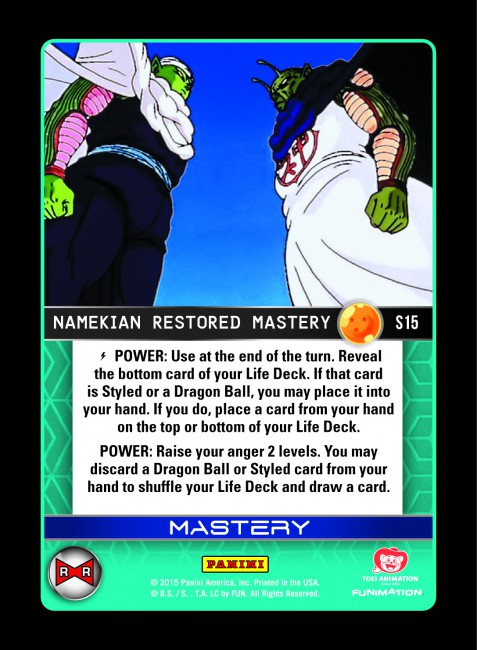 NAMEKIAN RESTORED MASTERY S15
POWER: Use at the end of the turn. Reveal
the bottom card of your Life Deck. If that card
is Styled or a Dragon Ball, you may place it into
your hand. If you do, place a card from your hand
on the top or bottom of your Life Deck.
POWER: Raise your anger 2 levels. You may
discard a Dragon Ball or Styled card from your
hand to shuffle your Life Deck and draw a card.
MASTERY
R R
PANINI
© 2015 Panini America, Inc. Printed in the USA.
© B.S./ S. , T.A. LC by FUN. All Rights Reserved.
TOEI ANIMATION
FUNIMATION